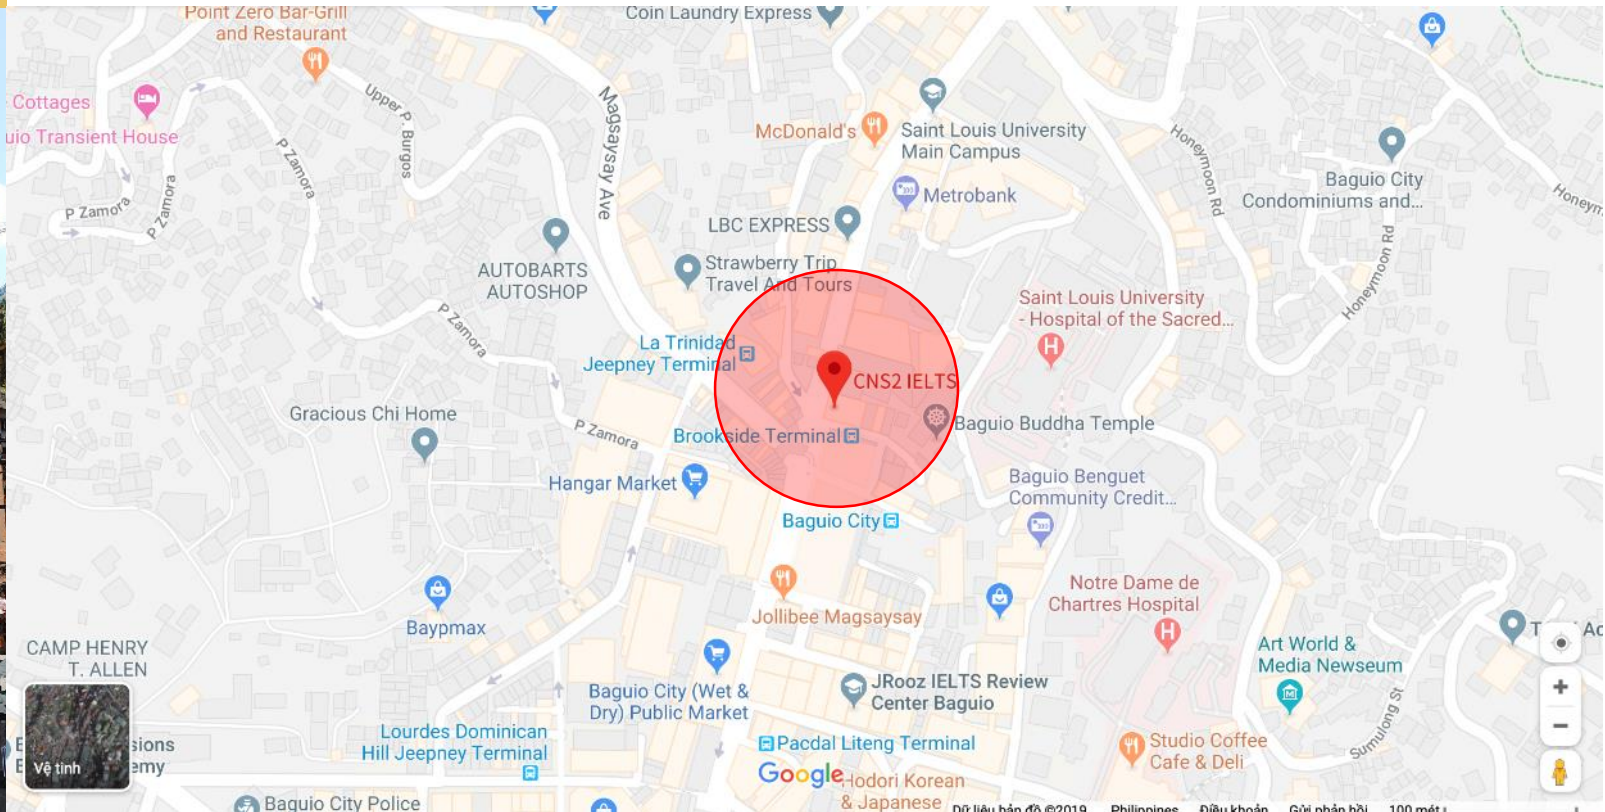 Point Zero Bar-Grill
and Restaurant
Coin Laundry Express
Cottages
uio Transient House
Upper P. Burgos
P Zamora
P Zamora
P Zamora
Magsaysay Ave
McDonald's
Saint Louis University
Main Campus
Metrobank
Honeymoon Rd
Baguio City
Condominiums and...
Honeym
Honeymoon Rd
LBC EXPRESS
AUTOBARTS
AUTOSHOP
Strawberry Trip
Travel And Tours
Saint Louis University
- Hospital of the Sacred...
P Zamora
La Trinidad
Jeepney Terminal
CNS2 IELTS
Gracious Chi Home
P Zamora
Brookside Terminal
Baguio Buddha Temple
Hangar Market
Baguio Benguet
Community Credit...
Baguio City
Notre Dame de
Chartres Hospital
Jollibee Magsaysay
Baypmax
CAMP HENRY
T. ALLEN
Art World &
Media Newseum
Baguio City (Wet &
Dry) Public Market
JRooz IELTS Review
Center Baguio
Lourdes Dominican
Hill Jeepney Terminal
Pacdal Liteng Terminal
Studio Coffee
Cafe & Deli
Sumulong St
sions
emy
Vệ tinh
Google
Hodori Korean
& Japanese
Baguio City Police
Dữ liệu bản đồ ©2019 Philippines Điều khoản Gửi phản hồi 100 mét